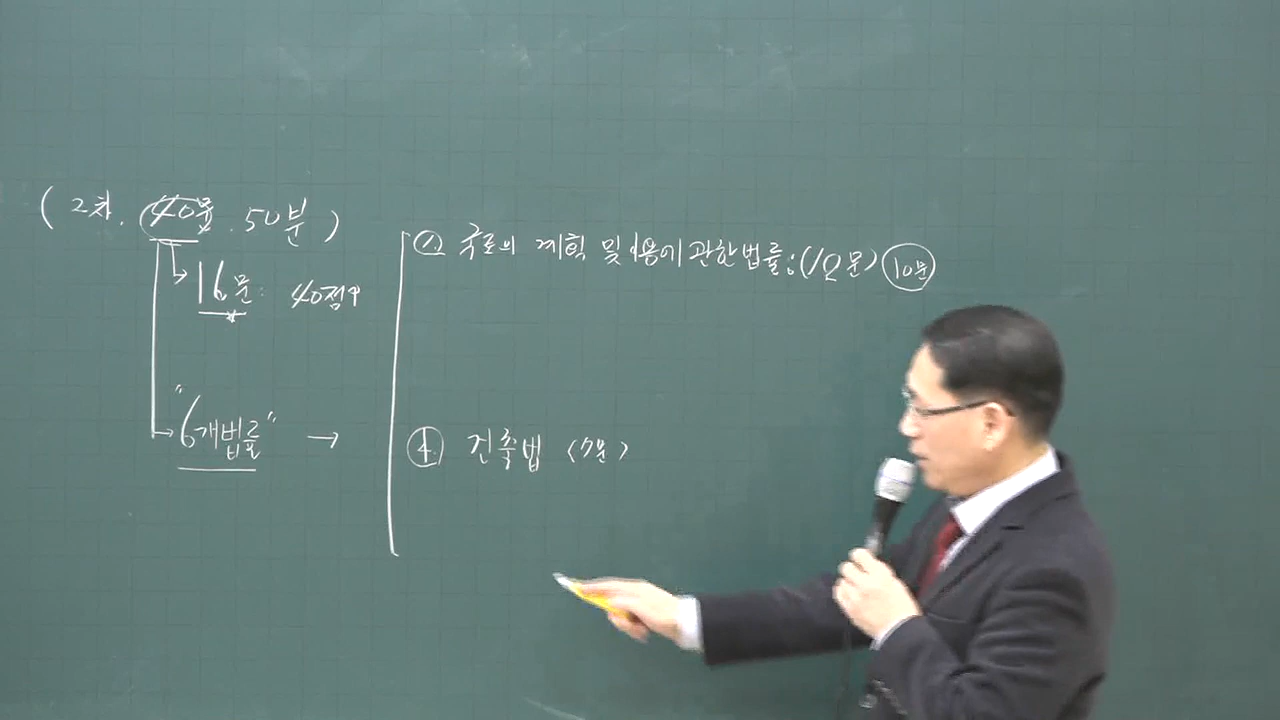 (2차. 40문. 50분)
16문: 40점↑
"6개법률" →
① 국토의 계획 및 이용에 관한 법률: (12문) 10문
④ 건축법 <7문>